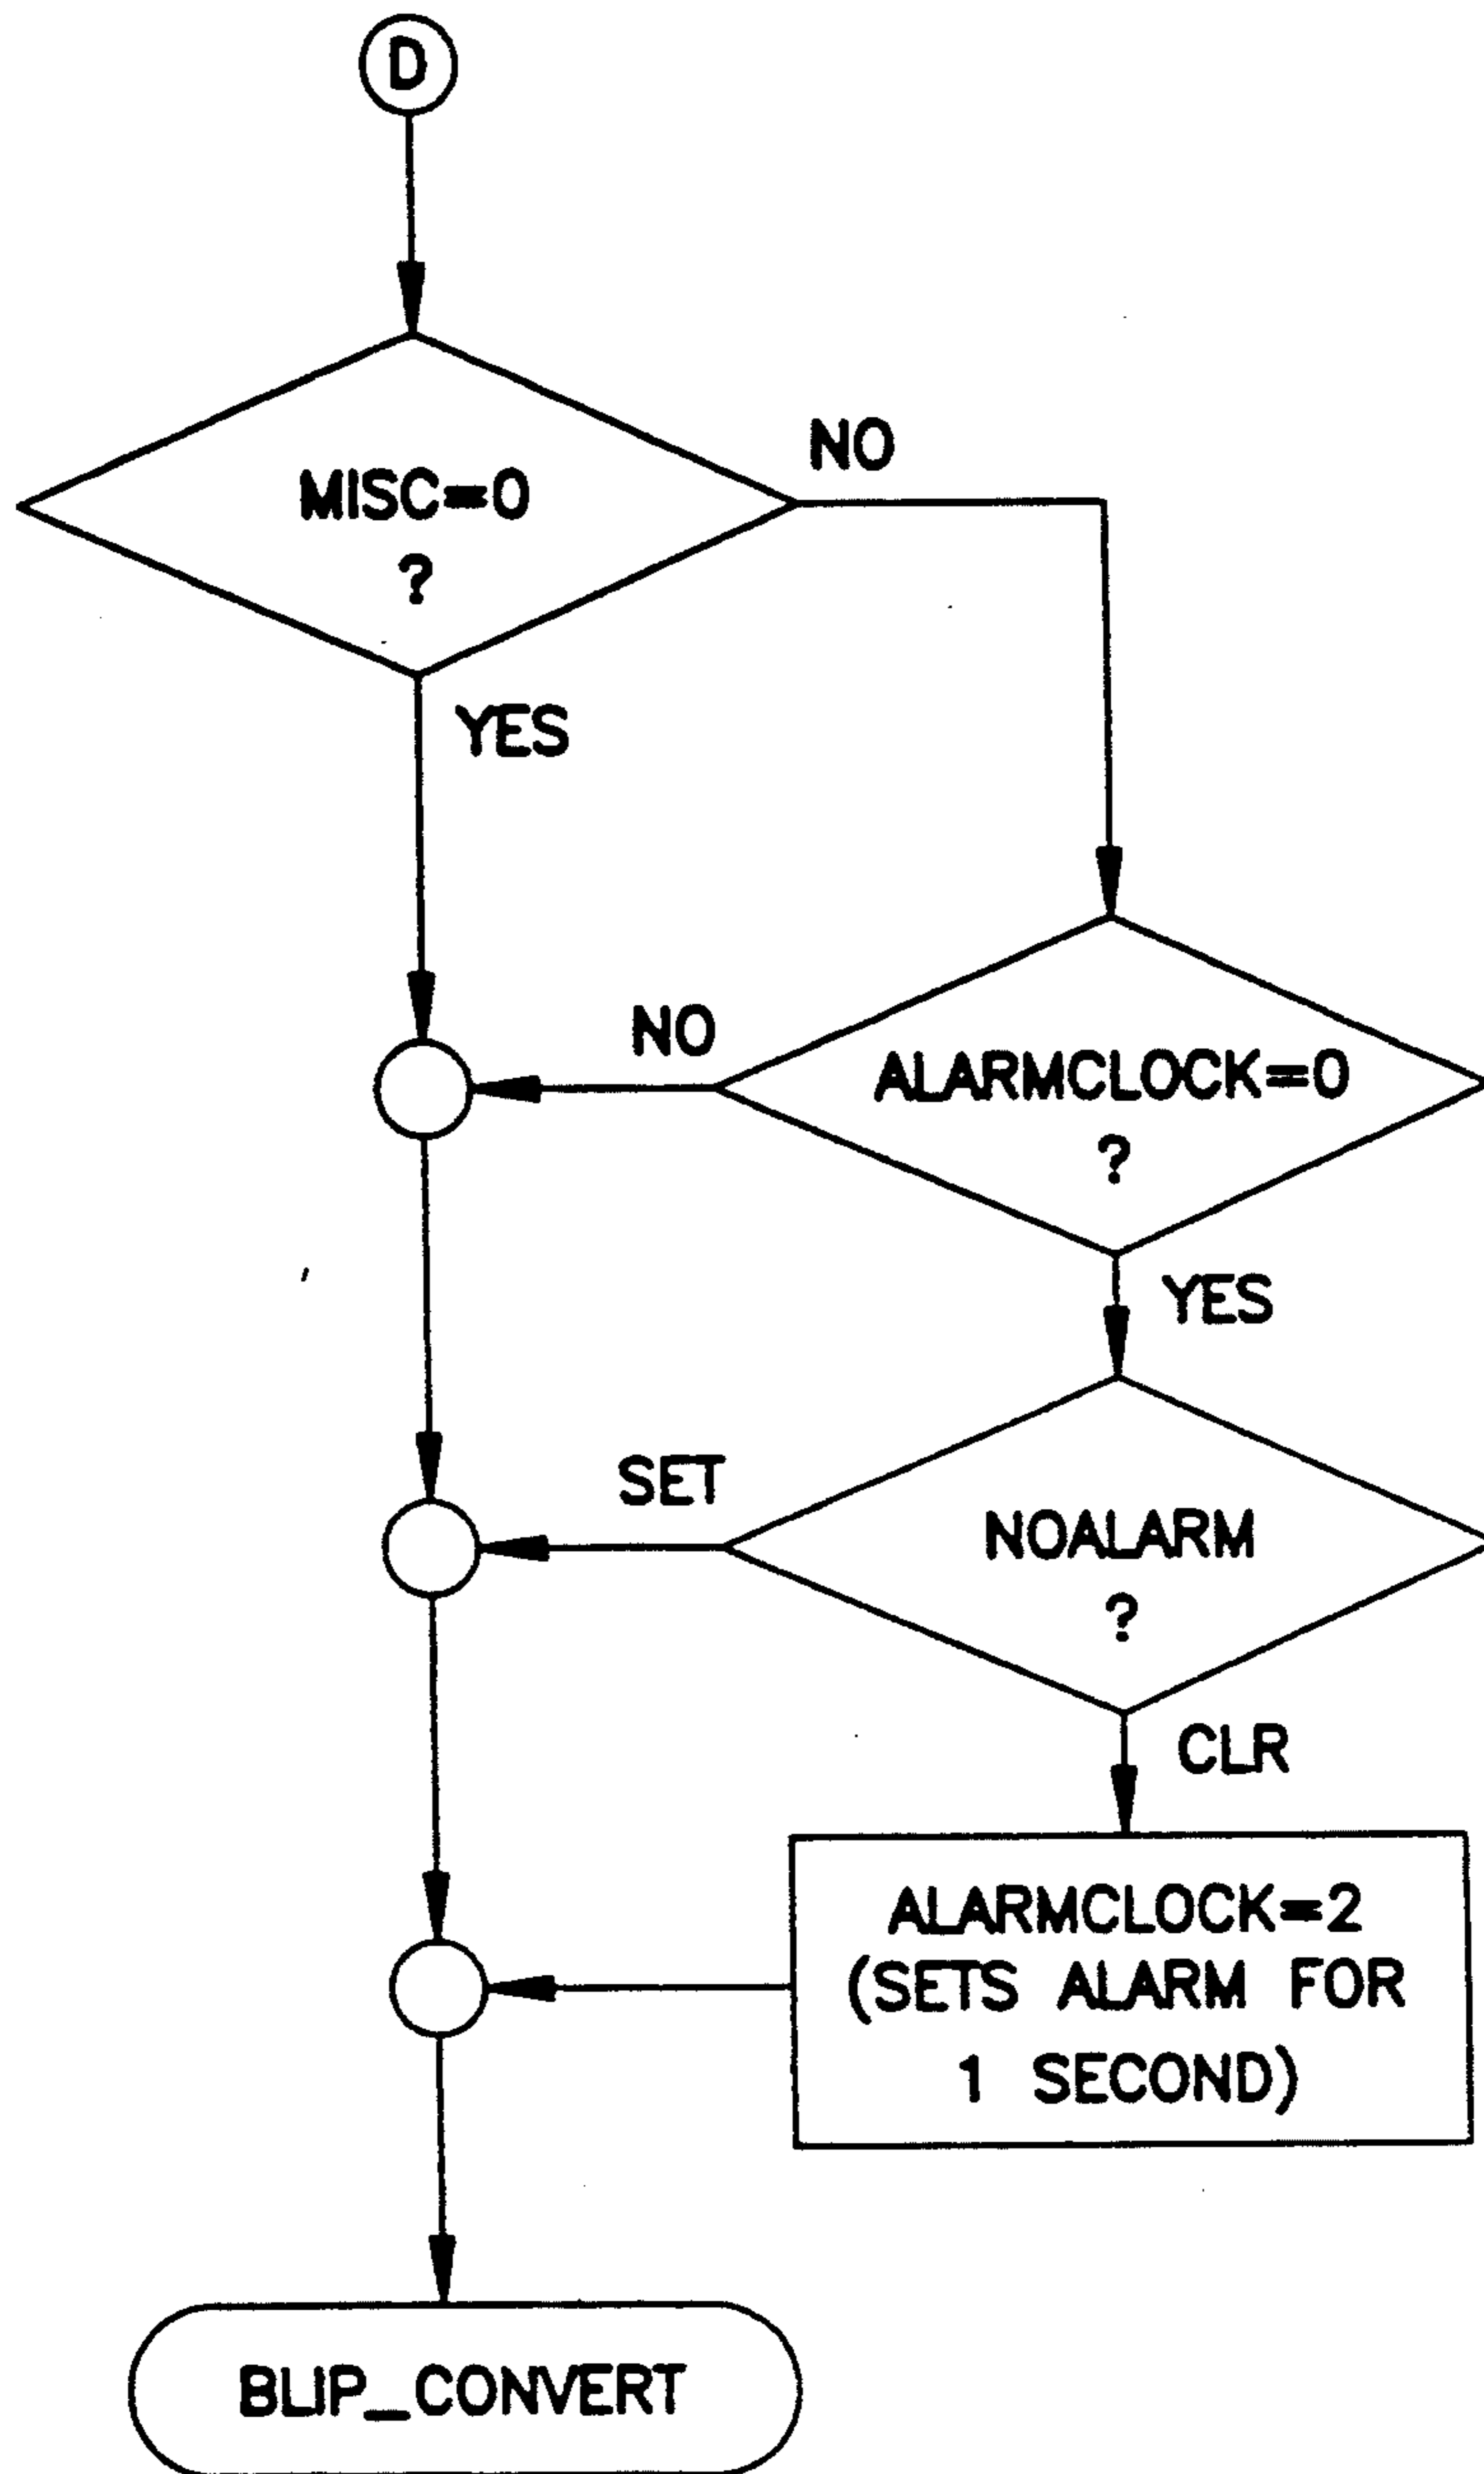 D
MISC=0
?
NO
YES
NO
ALARMCLOCK=0
?
YES
SET
NOALARM
?
CLR
ALARMCLOCK=2
(SETS ALARM FOR
1 SECOND)
BLIP_CONVERT